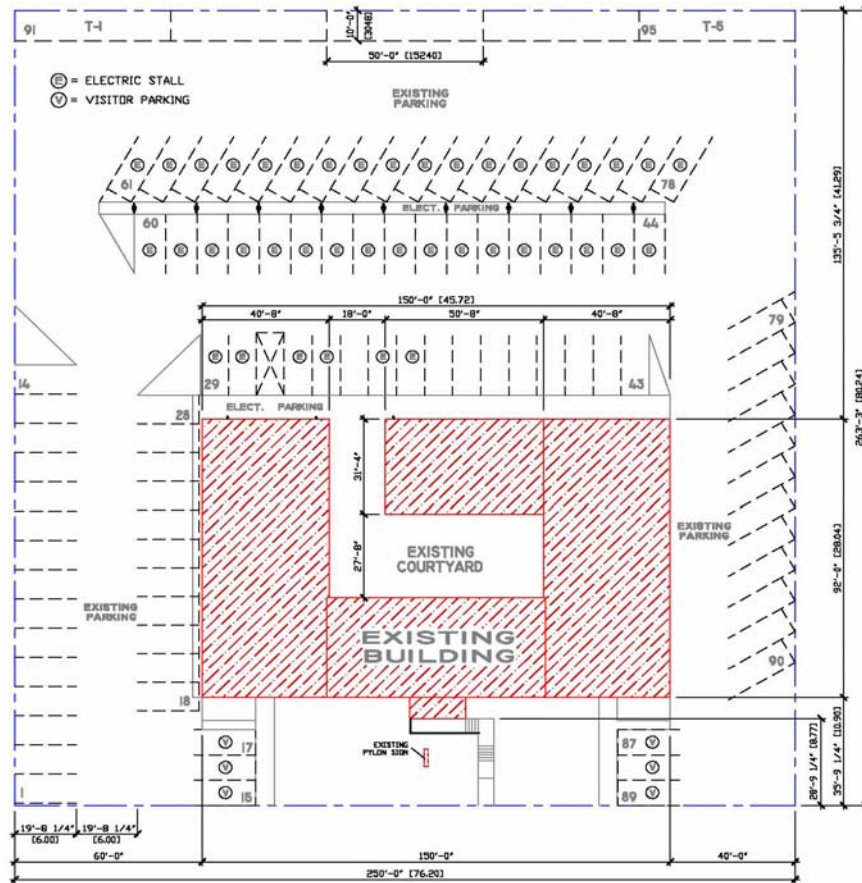 91
T-1
10'-0"
[3048]
95
T-5
50'-0" [15240]
E = ELECTRIC STALL
V = VISITOR PARKING
EXISTING
PARKING
E E E E E E E E E E E E E E E E E E
61
78
ELECT. PARKING
60
44
E E E E E E E E E E E E E E E E E
135'-5 3/4" [41.29]
263'-3" [80.24]
150'-0" [45.72]
40'-8"
18'-0"
50'-8"
40'-8"
79
E E E E E E
14
29
43
ELECT. PARKING
28
31'-4"
27'-8"
EXISTING
COURTYARD
EXISTING
PARKING
92'-0" [28.04]
EXISTING
PARKING
EXISTING
BUILDING
90
18
EXISTING
PYLON SIGN
V 17
V
V 15
87 V
V
89 V
28'-9 1/4" [8.77]
35'-9 1/4" [10.90]
1
19'-8 1/4"
[6.00]
19'-8 1/4"
[6.00]
60'-0"
150'-0"
40'-0"
250'-0" [76.20]